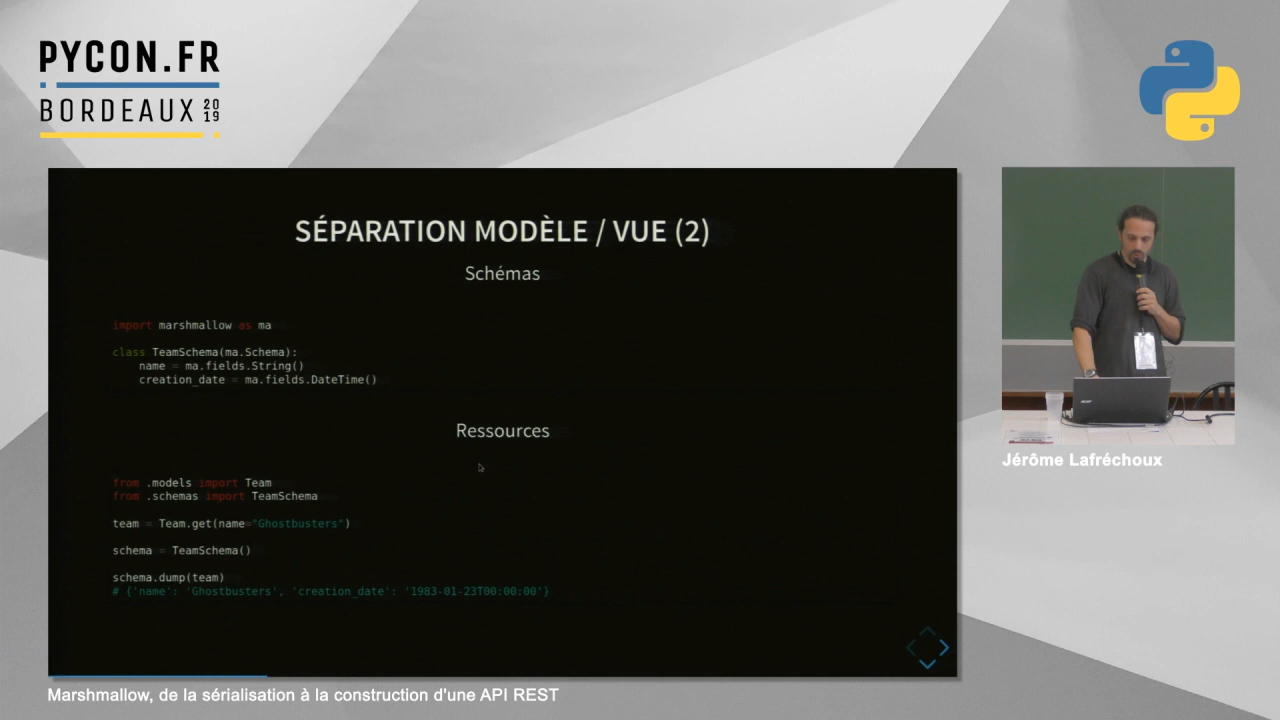 PYCON.FR
BORDEAUX 2019
SÉPARATION MODÈLE / VUE (2)
Schémas
import marshmallow as ma
class TeamSchema(ma.Schema):
    name = ma.fields.String()
    creation_date = ma.fields.DateTime()
Ressources
from .models import Team
from .schemas import TeamSchema
team = Team.get(name="Ghostbusters")
schema = TeamSchema()
schema.dump(team)
# {'name': 'Ghostbusters', 'creation_date': '1983-01-23T00:00:00'}
acer
Jérôme Lafréchoux
Marshmallow, de la sérialisation à la construction d'une API REST